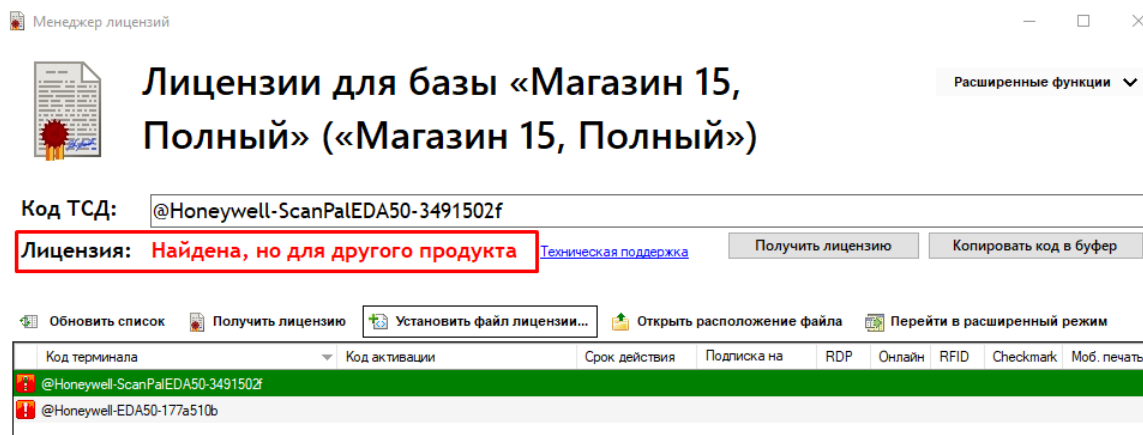 Менеджер лицензий
Лицензии для базы «Магазин 15,
Полный» («Магазин 15, Полный»)
Расширенные функции
Код ТСД: @Honeywell-ScanPalEDA50-3491502f
Лицензия: Найдена, но для другого продукта Техническая поддержка Получить лицензию Копировать код в буфер
Обновить список Получить лицензию Установить файл лицензии... Открыть расположение файла Перейти в расширенный режим
Код терминала Код активации Срок действия Подписка на RDP Онлайн RFID Checkmark Моб. печать
@Honeywell-ScanPalEDA50-3491502f
@Honeywell-EDA50-177a510b